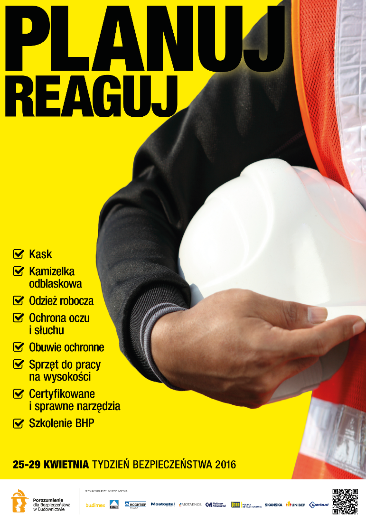 PLANUJ
REAGUJ
Kask
Kamizelka
odblaskowa
Odzież robocza
Ochrona oczu
i słuchu
Obuwie ochronne
Sprzęt do pracy
na wysokości
Certyfikowane
i sprawne narzędzia
Szkolenie BHP
25-29 KWIETNIA TYDZIEŃ BEZPIECZEŃSTWA 2016
Porozumienie
dla Bezpieczeństwa
w Budownictwie
SKANSKA